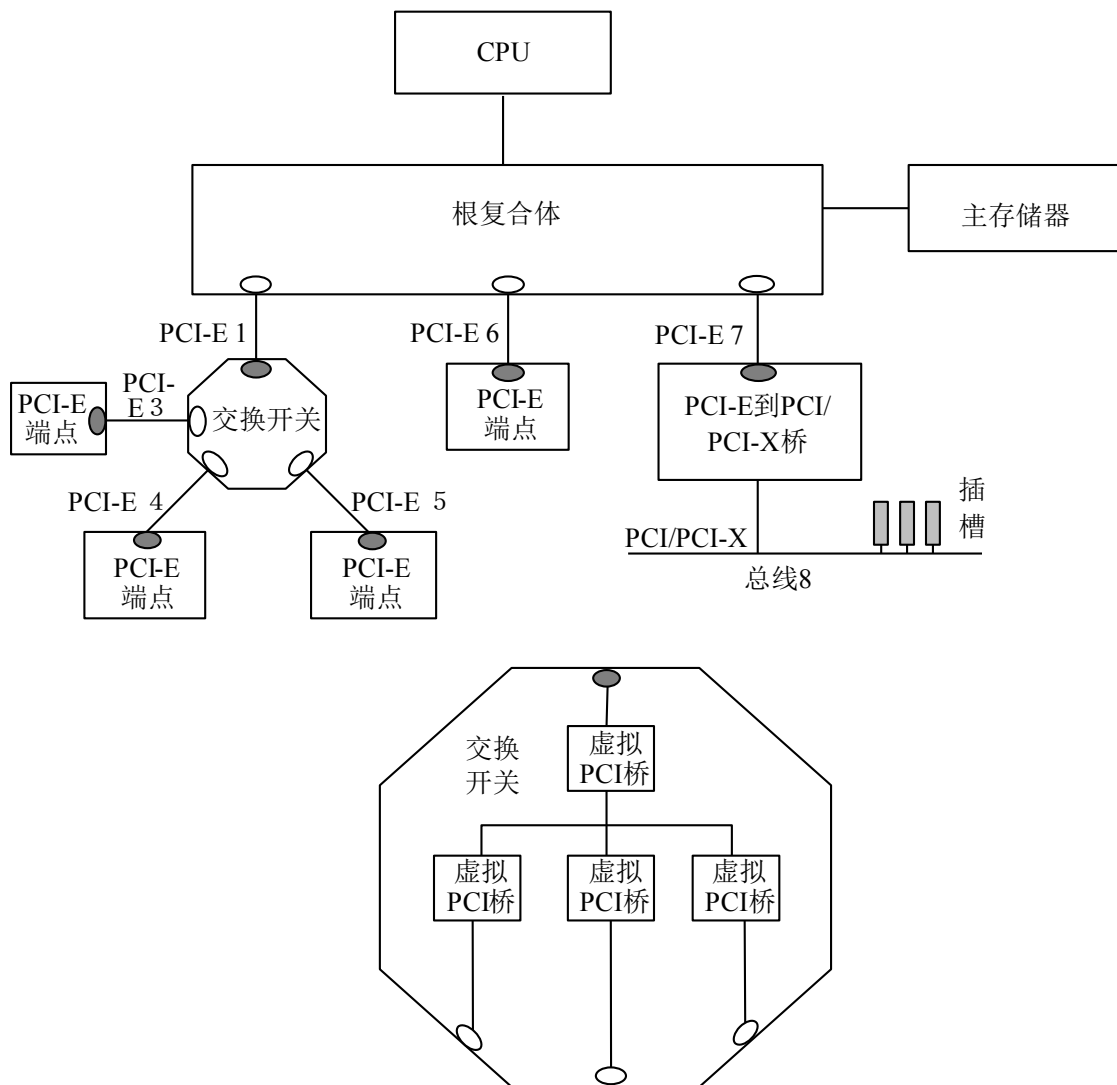 CPU
根复合体
主存储器
PCI-E 1
PCI-E 6
PCI-E 7
PCI-E
端点
PCI-
E 3
交换开关
PCI-E
端点
PCI-E到PCI/
PCI-X桥
PCI-E 4
PCI-E 5
PCI-E
端点
PCI-E
端点
PCI/PCI-X
总线8
插
槽
交换
开关
虚拟
PCI桥
虚拟
PCI桥
虚拟
PCI桥
虚拟
PCI桥